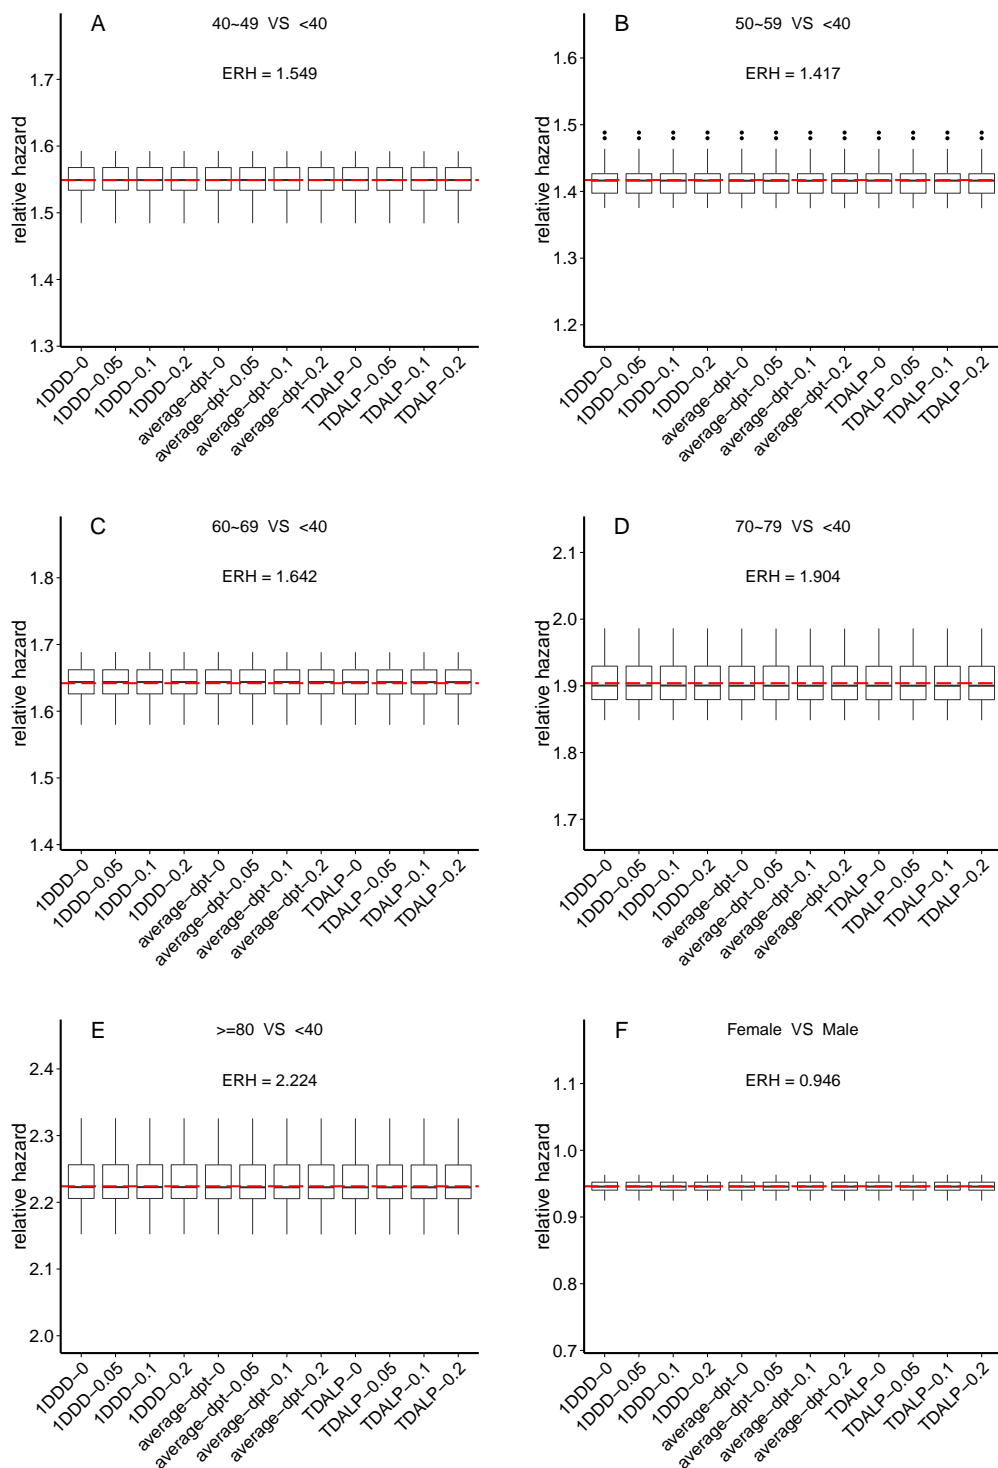 A
40~49 VS <40
ERH = 1.549
relative hazard
1.7
1.6
1.5
1.4
1.3
1DDD−0
1DDD−0.05
1DDD−0.1
1DDD−0.2
average−dpt−0
average−dpt−0.05
average−dpt−0.1
average−dpt−0.2
TDALP−0
TDALP−0.05
TDALP−0.1
TDALP−0.2
B
50~59 VS <40
ERH = 1.417
relative hazard
1.6
1.5
1.4
1.3
1.2
1DDD−0
1DDD−0.05
1DDD−0.1
1DDD−0.2
average−dpt−0
average−dpt−0.05
average−dpt−0.1
average−dpt−0.2
TDALP−0
TDALP−0.05
TDALP−0.1
TDALP−0.2
C
60~69 VS <40
ERH = 1.642
relative hazard
1.8
1.7
1.6
1.5
1.4
1DDD−0
1DDD−0.05
1DDD−0.1
1DDD−0.2
average−dpt−0
average−dpt−0.05
average−dpt−0.1
average−dpt−0.2
TDALP−0
TDALP−0.05
TDALP−0.1
TDALP−0.2
D
70~79 VS <40
ERH = 1.904
relative hazard
2.1
2.0
1.9
1.8
1.7
1DDD−0
1DDD−0.05
1DDD−0.1
1DDD−0.2
average−dpt−0
average−dpt−0.05
average−dpt−0.1
average−dpt−0.2
TDALP−0
TDALP−0.05
TDALP−0.1
TDALP−0.2
E
>=80 VS <40
ERH = 2.224
relative hazard
2.4
2.3
2.2
2.1
2.0
1DDD−0
1DDD−0.05
1DDD−0.1
1DDD−0.2
average−dpt−0
average−dpt−0.05
average−dpt−0.1
average−dpt−0.2
TDALP−0
TDALP−0.05
TDALP−0.1
TDALP−0.2
F
Female VS Male
ERH = 0.946
relative hazard
1.1
1.0
0.9
0.8
0.7
1DDD−0
1DDD−0.05
1DDD−0.1
1DDD−0.2
average−dpt−0
average−dpt−0.05
average−dpt−0.1
average−dpt−0.2
TDALP−0
TDALP−0.05
TDALP−0.1
TDALP−0.2